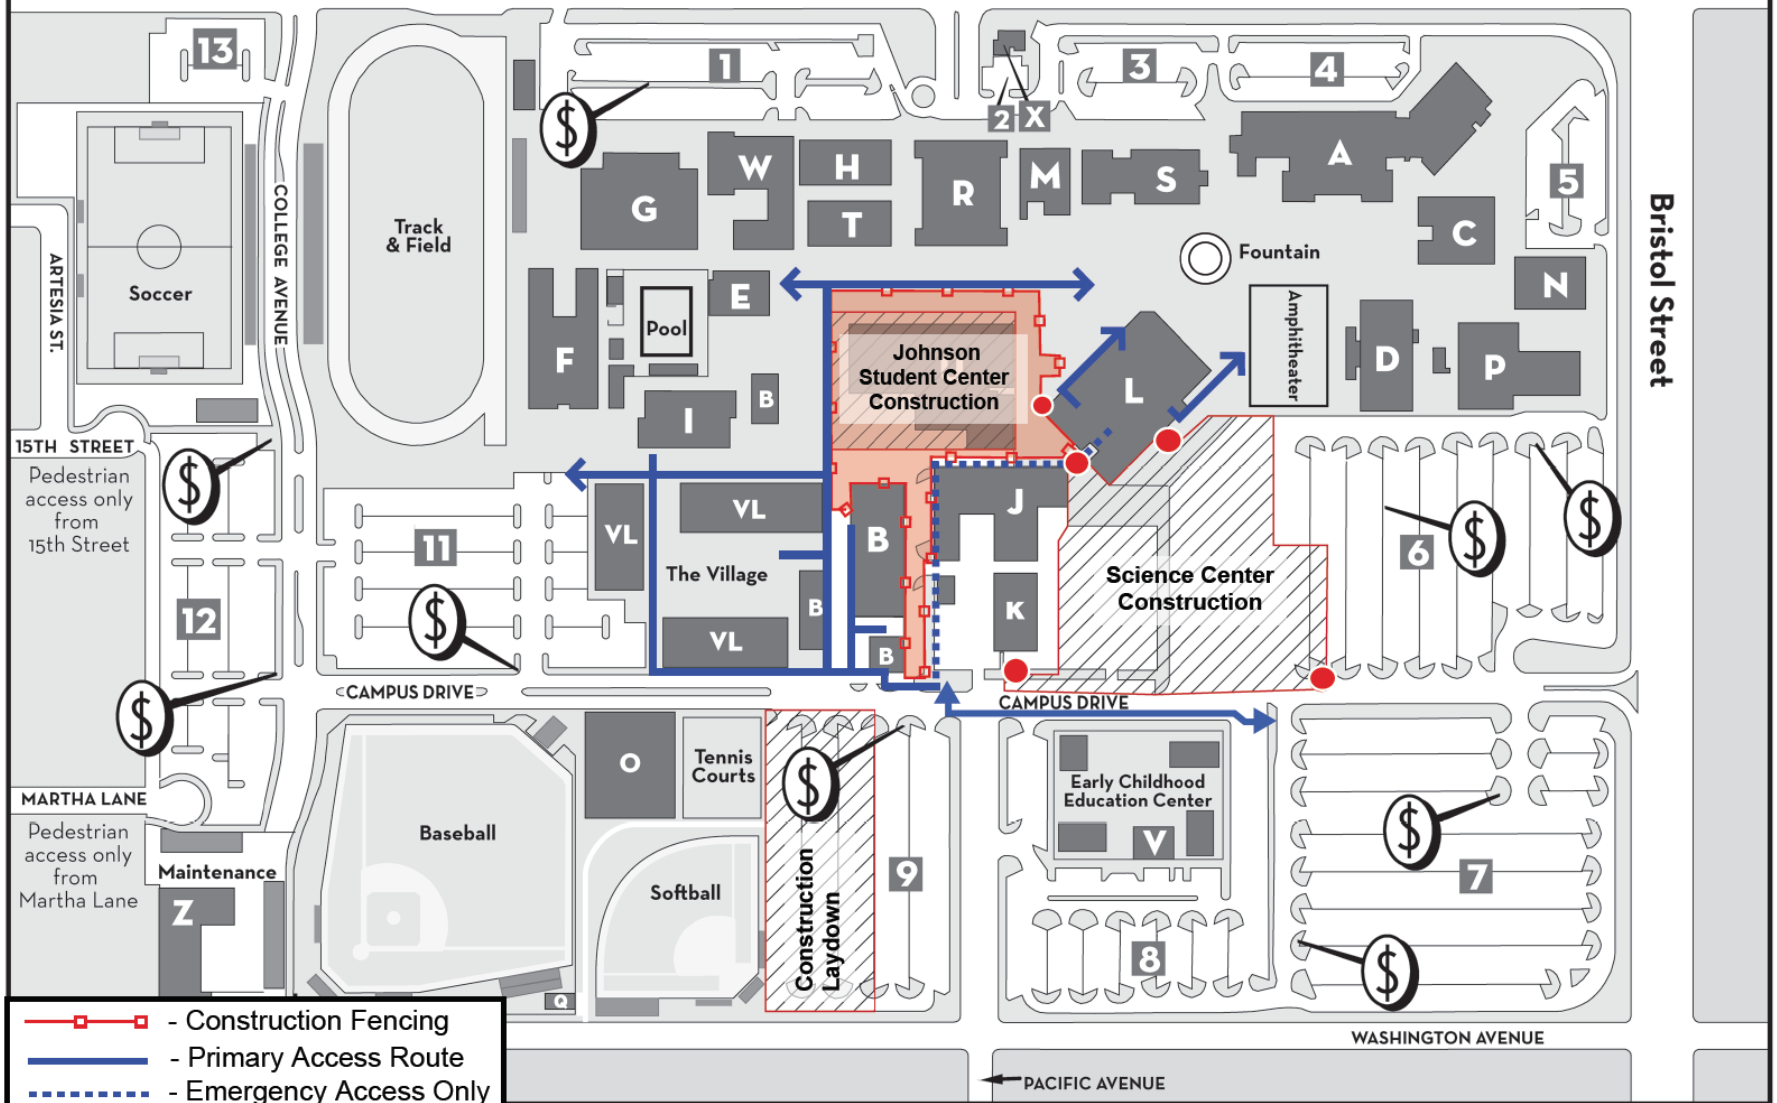 13
1
3
4
2
X
$
5
W
H
G
T
R
M
S
A
C
N
Track
& Field
COLLEGE AVENUE
ARTESIA ST.
Soccer
Fountain
Bristol Street
E
Pool
F
I
B
Johnson
Student Center
Construction
L
Amphitheater
D
P
15TH STREET
Pedestrian
access only
from
15th Street
$
11
VL
VL
The Village
B
VL
B
B
J
K
Science Center
Construction
6
$
$
12
$
$
CAMPUS DRIVE
CAMPUS DRIVE
O
Tennis
Courts
$
Early Childhood
Education Center
V
$
7
MARTHA LANE
Pedestrian
access only
from
Martha Lane
Maintenance
Z
Baseball
Softball
Construction
Laydown
9
8
$
Q
- Construction Fencing
- Primary Access Route
- Emergency Access Only
WASHINGTON AVENUE
PACIFIC AVENUE